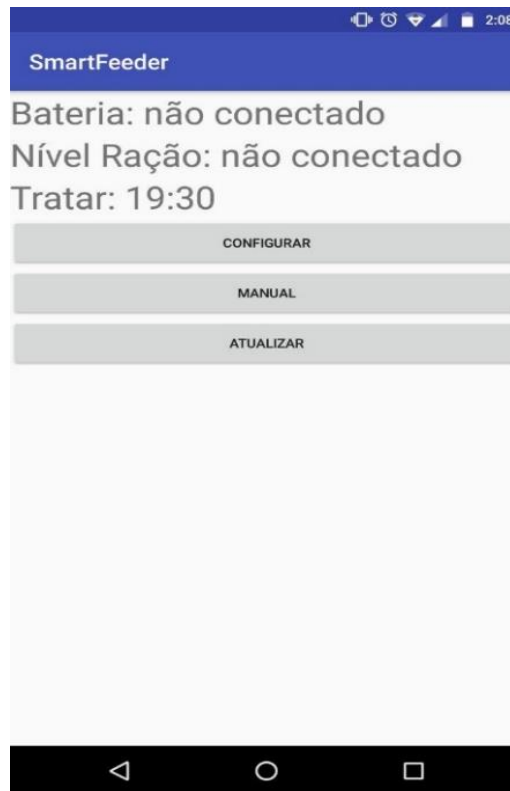 2:08
SmartFeeder
Bateria: não conectado
Nível Ração: não conectado
Tratar: 19:30
CONFIGURAR
MANUAL
ATUALIZAR